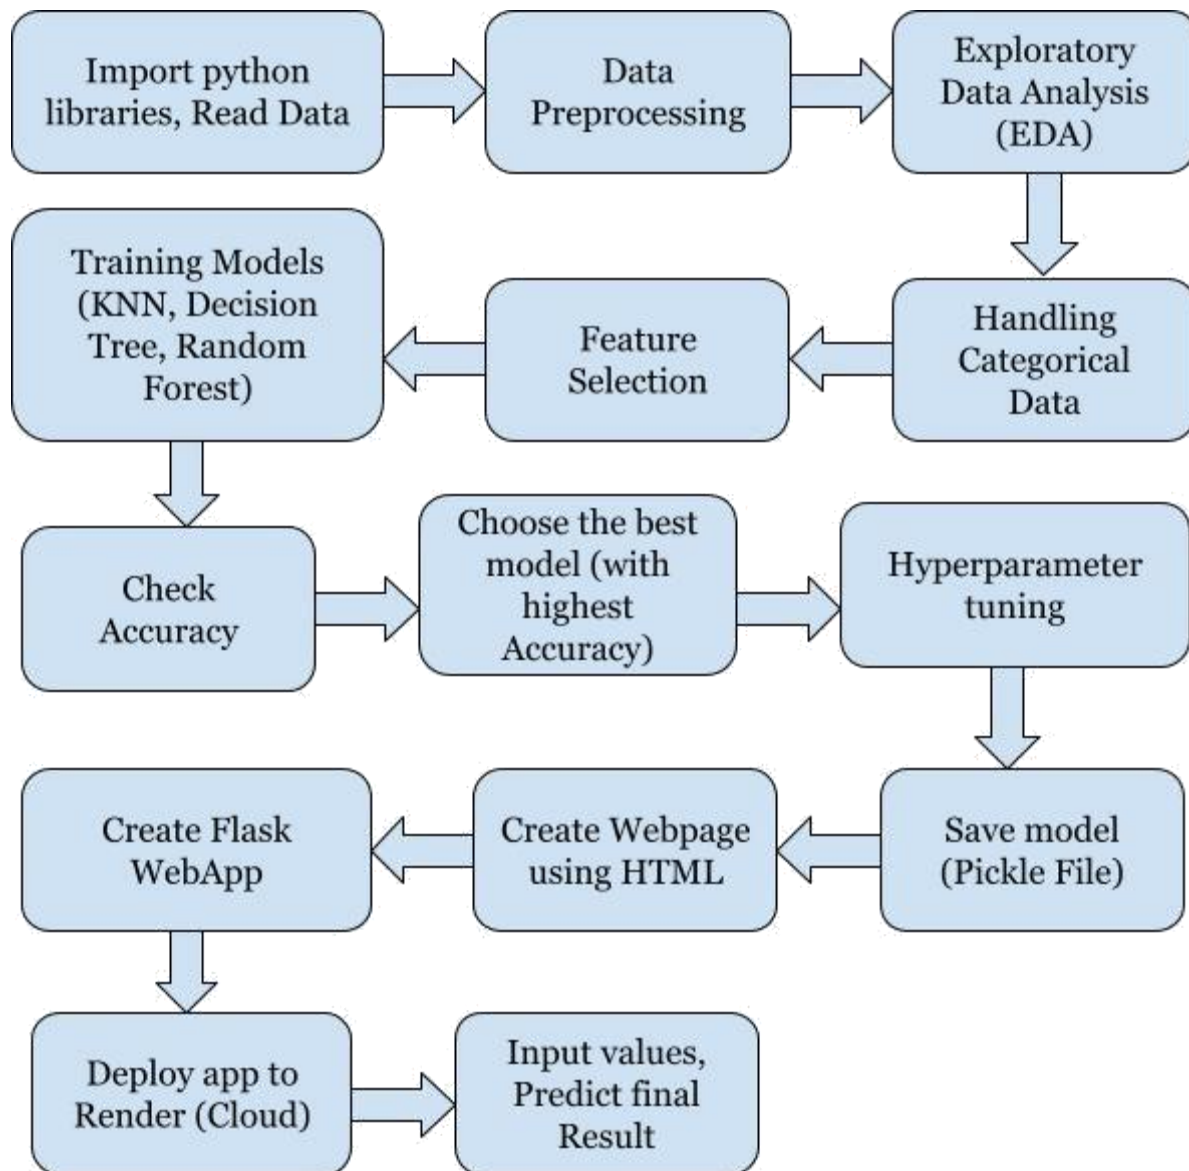 Import python
libraries, Read Data
Data
Preprocessing
Exploratory
Data Analysis
(EDA)
Handling
Categorical
Data
Feature
Selection
Training Models
(KNN, Decision
Tree, Random
Forest)
Check
Accuracy
Choose the best
model (with
highest
Accuracy)
Hyperparameter
tuning
Save model
(Pickle File)
Create Webpage
using HTML
Create Flask
WebApp
Deploy app to
Render (Cloud)
Input values,
Predict final
Result